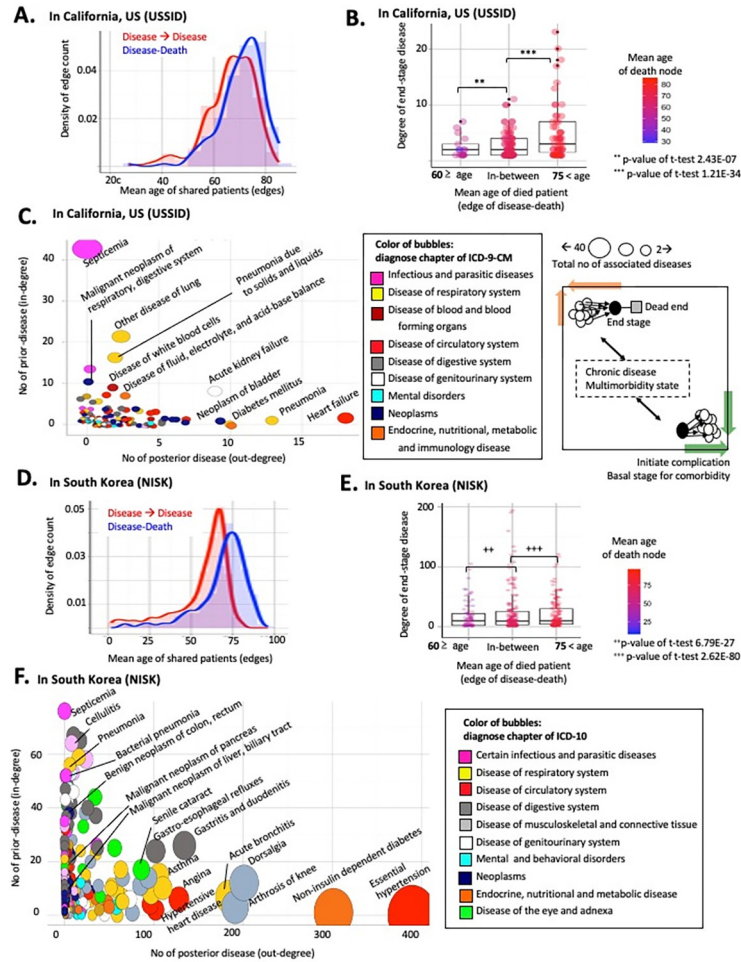 A. In California, US (USSID)
Disease → Disease
Disease-Death
Density of edge count
0.04
0.02
20c
40
60
80
Mean age of shared patients (edges)
B. In California, US (USSID)
Degree of end-stage disease
20
10
0
**
***
60 ≥ age
In-between
75 < age
Mean age of died patient
(edge of disease-death)
Mean age
of death node
80
70
60
50
40
30
** p-value of t-test 2.43E-07
*** p-value of t-test 1.21E-34
C. In California, US (USSID)
No of prior-disease (in-degree)
40
30
20
10
0
Septicemia
Malignant neoplasm of
respiratory, digestive system
Other disease of lung
Pneumonia due
to solids and liquids
Disease of white blood cells
Disease of fluid, electrolyte, and acid-base balance
Acute kidney failure
Neoplasm of bladder
Diabetes mellitus
Pneumonia
Heart failure
0
5
10
15
No of posterior disease (out-degree)
Color of bubbles:
diagnose chapter of ICD-9-CM
Infectious and parasitic diseases
Disease of respiratory system
Disease of blood and blood
forming organs
Disease of circulatory system
Disease of digestive system
Disease of genitourinary system
Mental disorders
Neoplasms
Endocrine, nutritional, metabolic
and immunology disease
← 40
2 →
Total no of associated diseases
Dead end
End stage
Chronic disease
Multimorbidity state
Initiate complication
Basal stage for comorbidity
D. In South Korea (NISK)
Disease → Disease
Disease-Death
Density of edge count
0.05
0.03
0.01
0
25
50
75
100
Mean age of shared patients (edges)
E. In South Korea (NISK)
Degree of end-stage disease
200
100
0
++
+++
60 ≥ age
In-between
75 < age
Mean age of died patient
(edge of disease-death)
Mean age
of death node
75
50
25
++p-value of t-test 6.79E-27
+++ p-value of t-test 2.62E-80
F. In South Korea (NISK)
No of prior-disease (in-degree)
60
40
20
0
Septicemia
Cellulitis
Pneumonia
Bacterial pneumonia
Benign neoplasm of colon, rectum
Malignant neoplasm of pancreas
Malignant neoplasm of liver, biliary tract
Senile cataract
Gastro-esophageal refluxes
Gastritis and duodenitis
Asthma
Angina
Hypertensive
heart disease
Acute bronchitis
Dorsalgia
Arthrosis of knee
Non-insulin dependent diabetes
Essential
hypertension
0
100
200
300
400
No of posterior disease (out-degree)
Color of bubbles:
diagnose chapter of ICD-10
Certain infectious and parasitic diseases
Disease of respiratory system
Disease of circulatory system
Disease of digestive system
Disease of musculoskeletal and connective tissue
Disease of genitourinary system
Mental and behavioral disorders
Neoplasms
Endocrine, nutritional and metabolic disease
Disease of the eye and adnexa